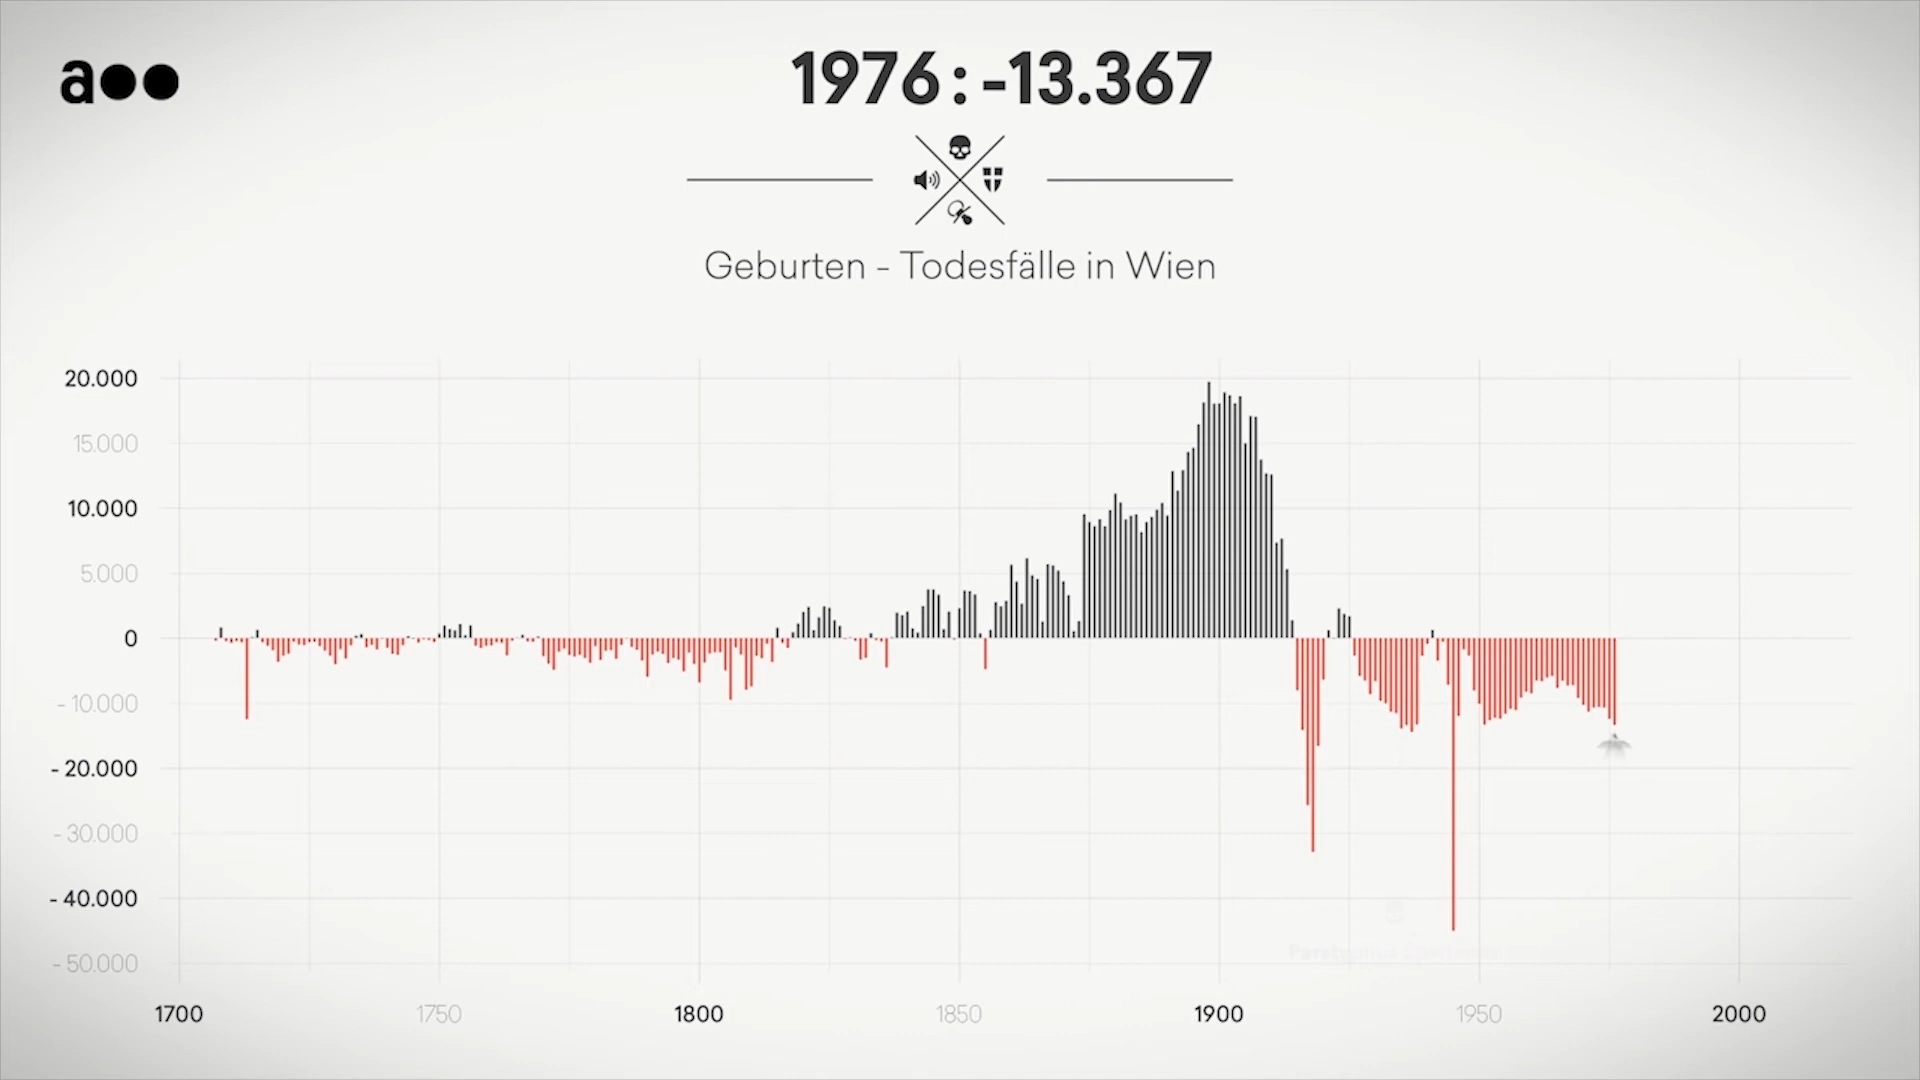 a●●
1976 : -13.367
Geburten - Todesfälle in Wien
20.000
15.000
10.000
5.000
0
- 10.000
- 20.000
- 30.000
- 40.000
- 50.000
1700 1750 1800 1850 1900 1950 2000